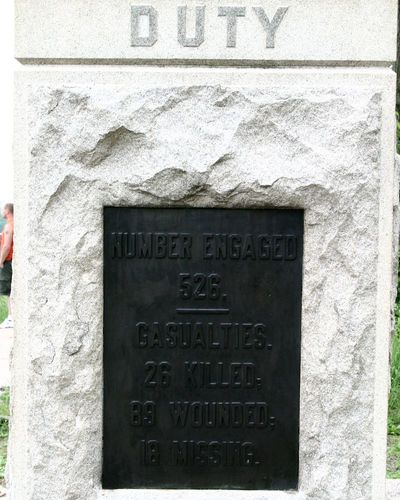 DUTY
NUMBER ENGAGED
526.
CASUALTIES.
26 KILLED;
89 WOUNDED;
18 MISSING.